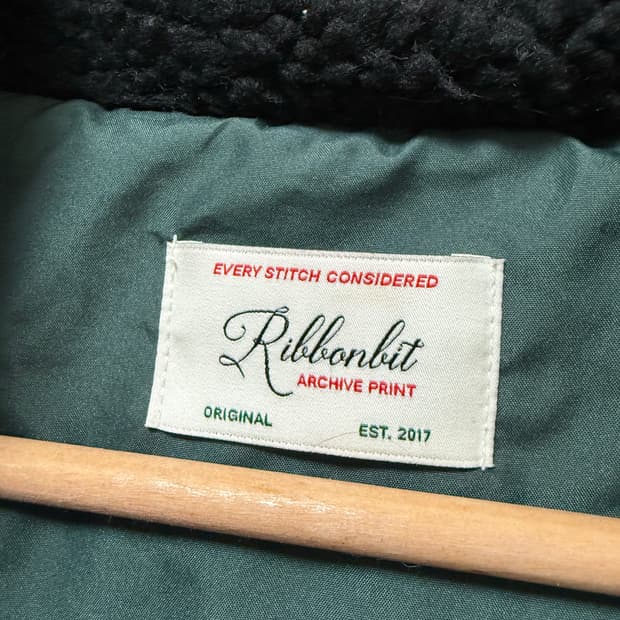 EVERY STITCH CONSIDERED
Ribbonbit
ARCHIVE PRINT
ORIGINAL EST. 2017